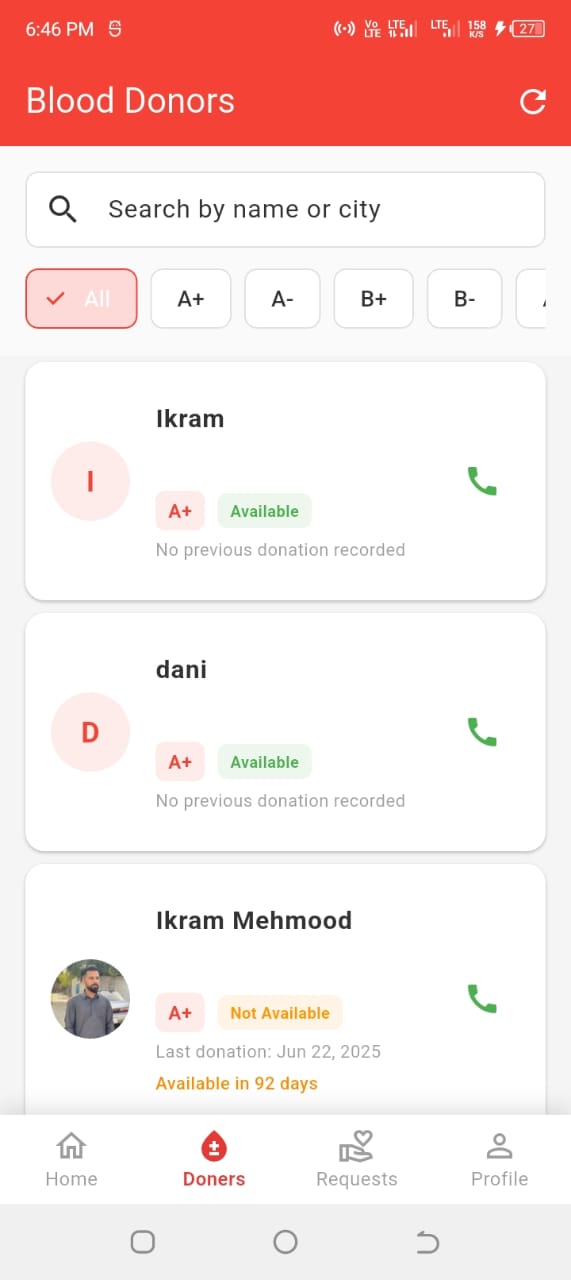 6:46 PM Vo LTE LTE LTE 158 K/S 27
Blood Donors
Search by name or city
All A+ A- B+ B-
Ikram
I
A+ Available
No previous donation recorded
dani
D
A+ Available
No previous donation recorded
Ikram Mehmood
A+ Not Available
Last donation: Jun 22, 2025
Available in 92 days
Home Doners Requests Profile